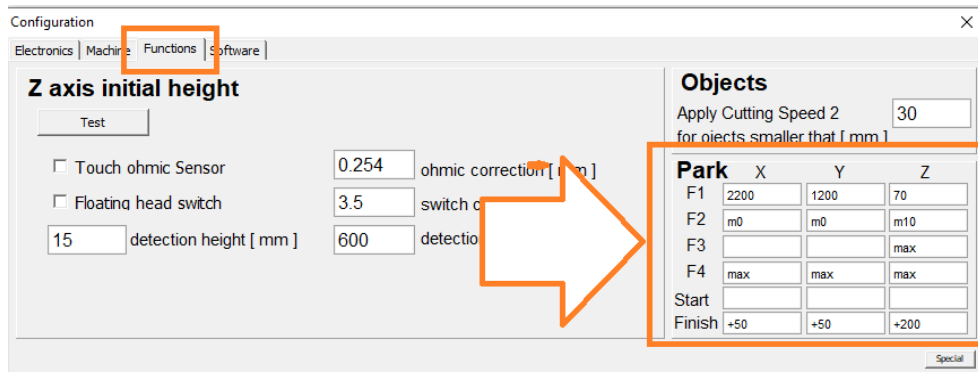 Configuration
Electronics Machine Functions Software
Z axis initial height
Test
Touch ohmic Sensor 0.254 ohmic correction [ mm ]
Floating head switch 3.5 switch
15 detection height [ mm ] 600
Objects
Apply Cutting Speed 2 30
for ojects smaller that [ mm ]
Park X Y Z
F1 2200 1200 70
F2 m0 m0 m10
F3 max
F4 max max max
Start
Finish +50 +50 +200
Special